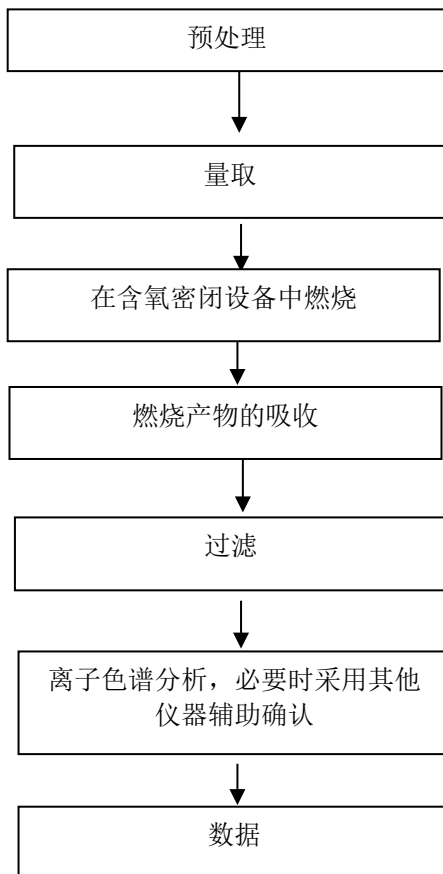 预处理
量取
在含氧密闭设备中燃烧
燃烧产物的吸收
过滤
离子色谱分析，必要时采用其他
仪器辅助确认
数据